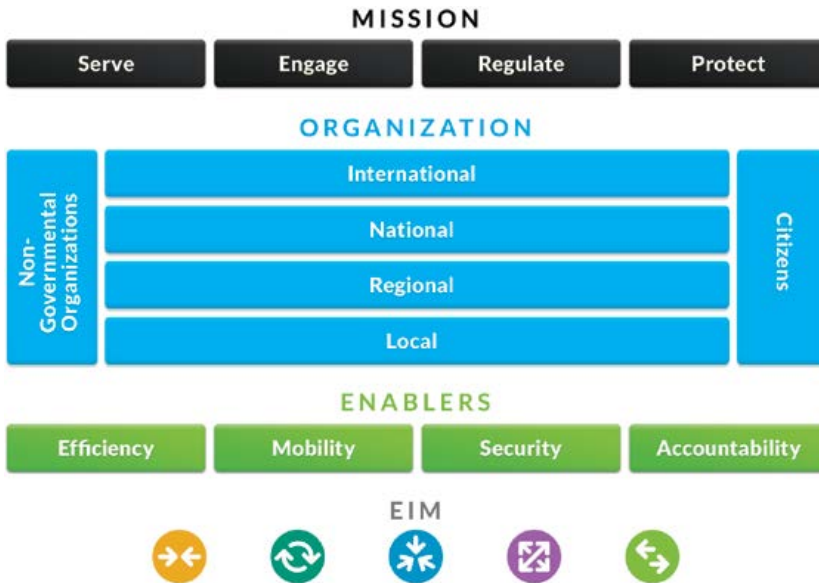 MISSION
Serve
Engage
Regulate
Protect
ORGANIZATION
Non-
Governmental
Organizations
International
National
Regional
Local
Citizens
ENABLERS
Efficiency
Mobility
Security
Accountability
EIM